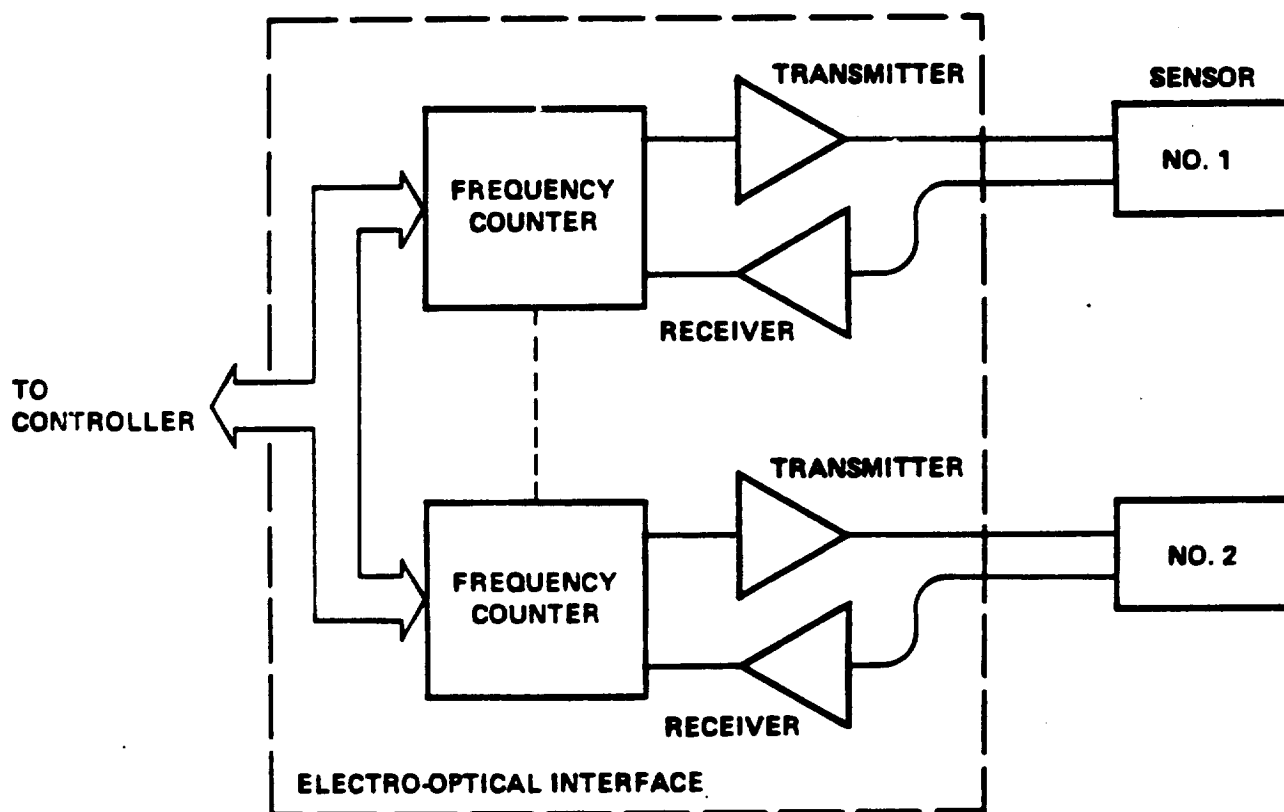 TRANSMITTER
SENSOR
NO. 1
FREQUENCY
COUNTER
RECEIVER
TO
CONTROLLER
TRANSMITTER
NO. 2
FREQUENCY
COUNTER
RECEIVER
ELECTRO-OPTICAL INTERFACE